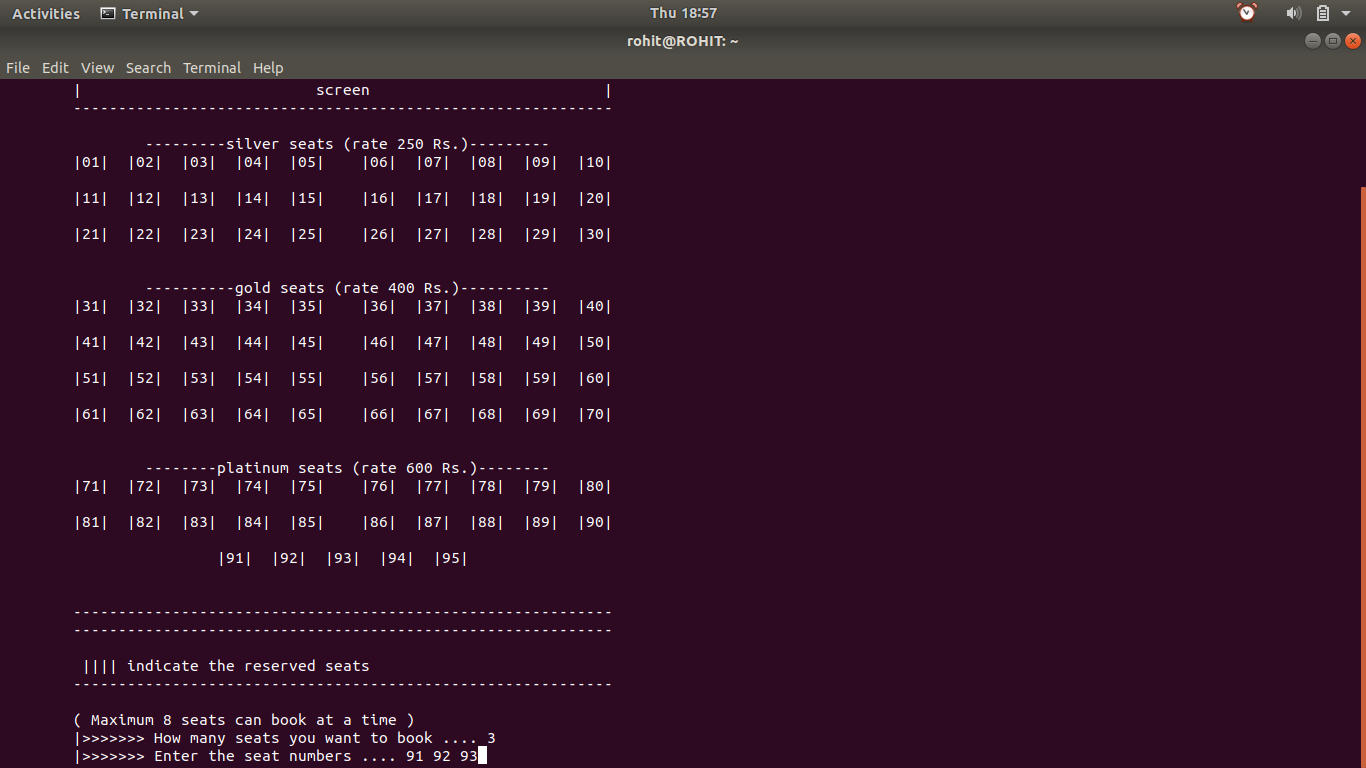 Activities Terminal Thu 18:57
rohit@ROHIT: ~
File Edit View Search Terminal Help
| screen |
------------------------------------------------------------
---------silver seats (rate 250 Rs.)---------
|01| |02| |03| |04| |05| |06| |07| |08| |09| |10|
|11| |12| |13| |14| |15| |16| |17| |18| |19| |20|
|21| |22| |23| |24| |25| |26| |27| |28| |29| |30|
----------gold seats (rate 400 Rs.)----------
|31| |32| |33| |34| |35| |36| |37| |38| |39| |40|
|41| |42| |43| |44| |45| |46| |47| |48| |49| |50|
|51| |52| |53| |54| |55| |56| |57| |58| |59| |60|
|61| |62| |63| |64| |65| |66| |67| |68| |69| |70|
--------platinum seats (rate 600 Rs.)--------
|71| |72| |73| |74| |75| |76| |77| |78| |79| |80|
|81| |82| |83| |84| |85| |86| |87| |88| |89| |90|
|91| |92| |93| |94| |95|
------------------------------------------------------------
------------------------------------------------------------
|||| indicate the reserved seats
------------------------------------------------------------
( Maximum 8 seats can book at a time )
|>>>>>>> How many seats you want to book .... 3
|>>>>>>> Enter the seat numbers .... 91 92 93